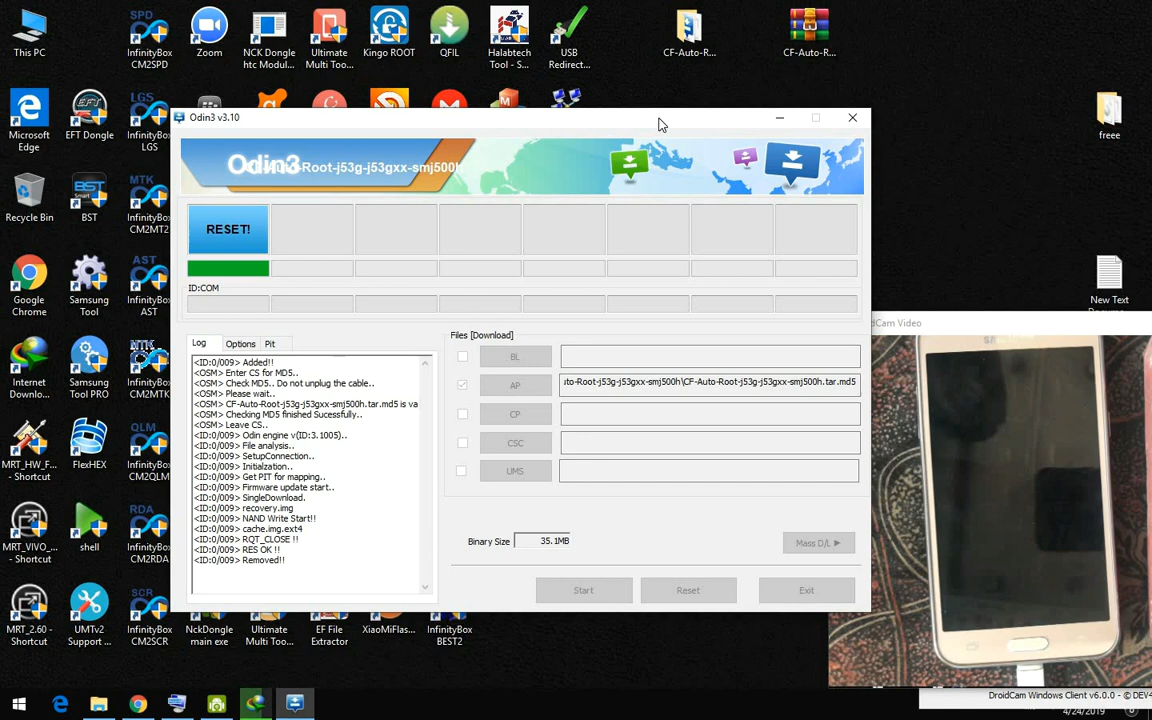 This PC
InfinityBox
CM2SPD
Zoom
NCK Dongle
htc Modul...
Ultimate
Multi Too...
Kingo ROOT
QFIL
Halabtech
Tool - S...
USB
Redirect...
CF-Auto-R...
CF-Auto-R...
Microsoft
Edge
EFT Dongle
InfinityBox
LGS
freee
Odin3 v3.10
Odin3
CF-Auto-Root-j53g-j53gxx-smj500h
Recycle Bin
BST
InfinityBox
CM2MT2
RESET!
ID:COM
Google
Chrome
Samsung
Tool
InfinityBox
AST
New Text
Log
Options
Pit
Files [Download]
<ID:0/009> Added!!
<OSM> Enter CS for MD5..
<OSM> Check MD5.. Do not unplug the cable..
<OSM> Please wait..
<OSM> CF-Auto-Root-j53g-j53gxx-smj500h.tar.md5 is va
<OSM> Checking MD5 finished Sucessfully..
<OSM> Leave CS..
<ID:0/009> Odin engine v(ID:3.1005)..
<ID:0/009> File analysis..
<ID:0/009> SetupConnection..
<ID:0/009> Initialzation..
<ID:0/009> Get PIT for mapping..
<ID:0/009> Firmware update start..
<ID:0/009> SingleDownload.
<ID:0/009> recovery.img
<ID:0/009> NAND Write Start!!
<ID:0/009> cache.img.ext4
<ID:0/009> RQT_CLOSE !!
<ID:0/009> RES OK !!
<ID:0/009> Removed!!
BL
AP
ito-Root-j53g-j53gxx-smj500h\CF-Auto-Root-j53g-j53gxx-smj500h.tar.md5
CP
CSC
UMS
Binary Size
35.1MB
Mass D/L
Start
Reset
Exit
Internet
Downlo...
Samsung
Tool PRO
InfinityBox
CM2MTK
MRT_HW_F...
- Shortcut
FlexHEX
InfinityBox
CM2QLM
MRT_VIVO_...
- Shortcut
shell
InfinityBox
CM2RDA
MRT_2.60 -
Shortcut
UMTv2
Support ...
InfinityBox
CM2SCR
NckDongle
main exe
Ultimate
Multi Too...
EF File
Extractor
XiaoMiFlas...
InfinityBox
BEST2
dCam Video
DroidCam Windows Client v6.0.0 - © DEV4
4/24/2019